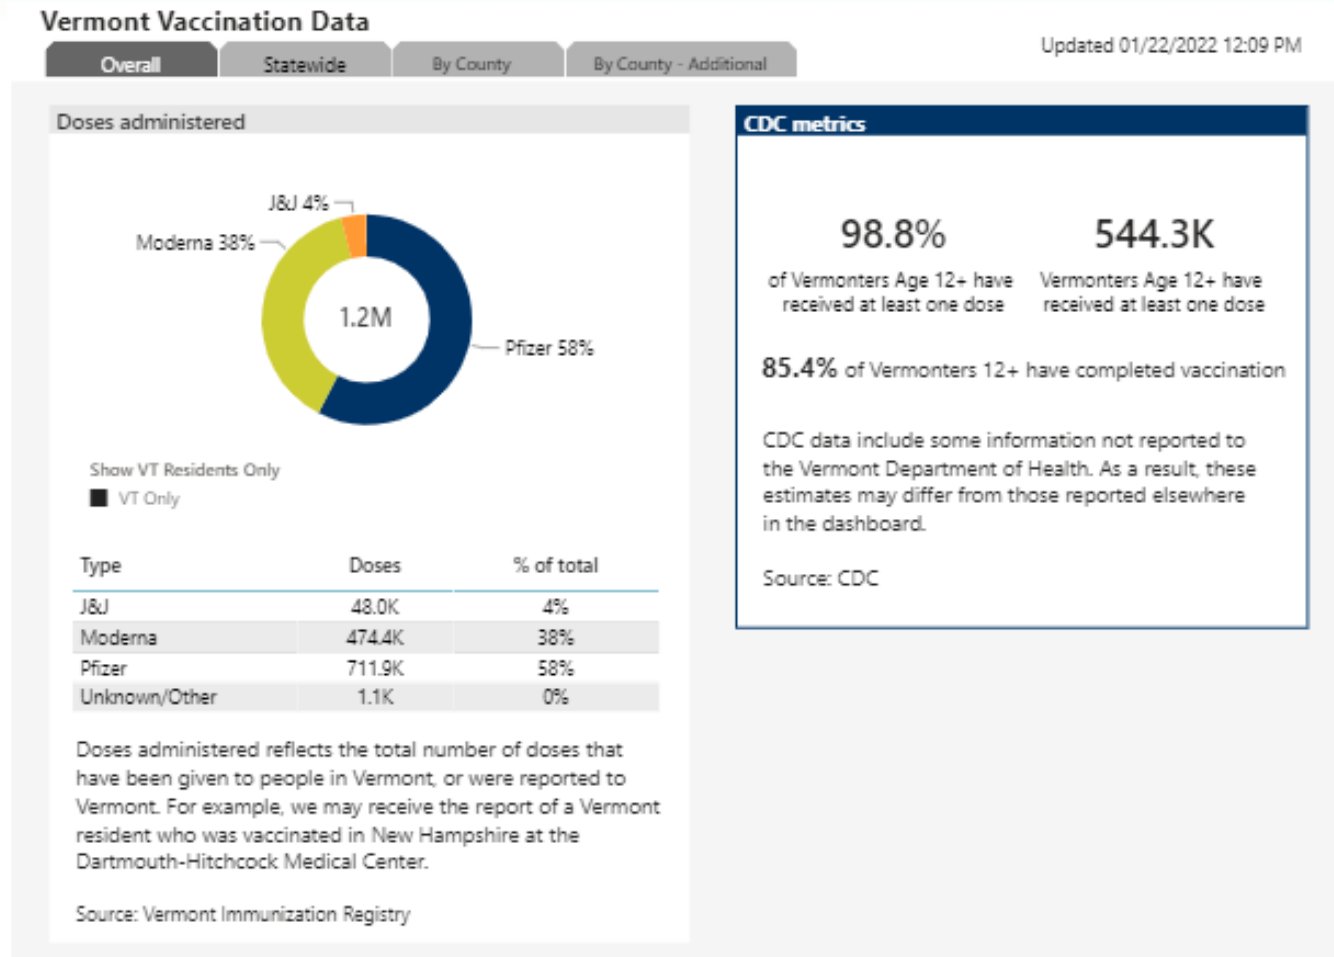 Vermont Vaccination Data
Updated 01/22/2022 12:09 PM
Overall
Statewide
By County
By County - Additional
Doses administered
J&J 4%
Moderna 38%
1.2M
Pfizer 58%
Show VT Residents Only
VT Only
Type Doses % of total
J&J 48.0K 4%
Moderna 474.4K 38%
Pfizer 711.9K 58%
Unknown/Other 1.1K 0%
Doses administered reflects the total number of doses that
have been given to people in Vermont, or were reported to
Vermont. For example, we may receive the report of a Vermont
resident who was vaccinated in New Hampshire at the
Dartmouth-Hitchcock Medical Center.
Source: Vermont Immunization Registry
CDC metrics
98.8%
of Vermonters Age 12+ have
received at least one dose
544.3K
Vermonters Age 12+ have
received at least one dose
85.4% of Vermonters 12+ have completed vaccination
CDC data include some information not reported to
the Vermont Department of Health. As a result, these
estimates may differ from those reported elsewhere
in the dashboard.
Source: CDC